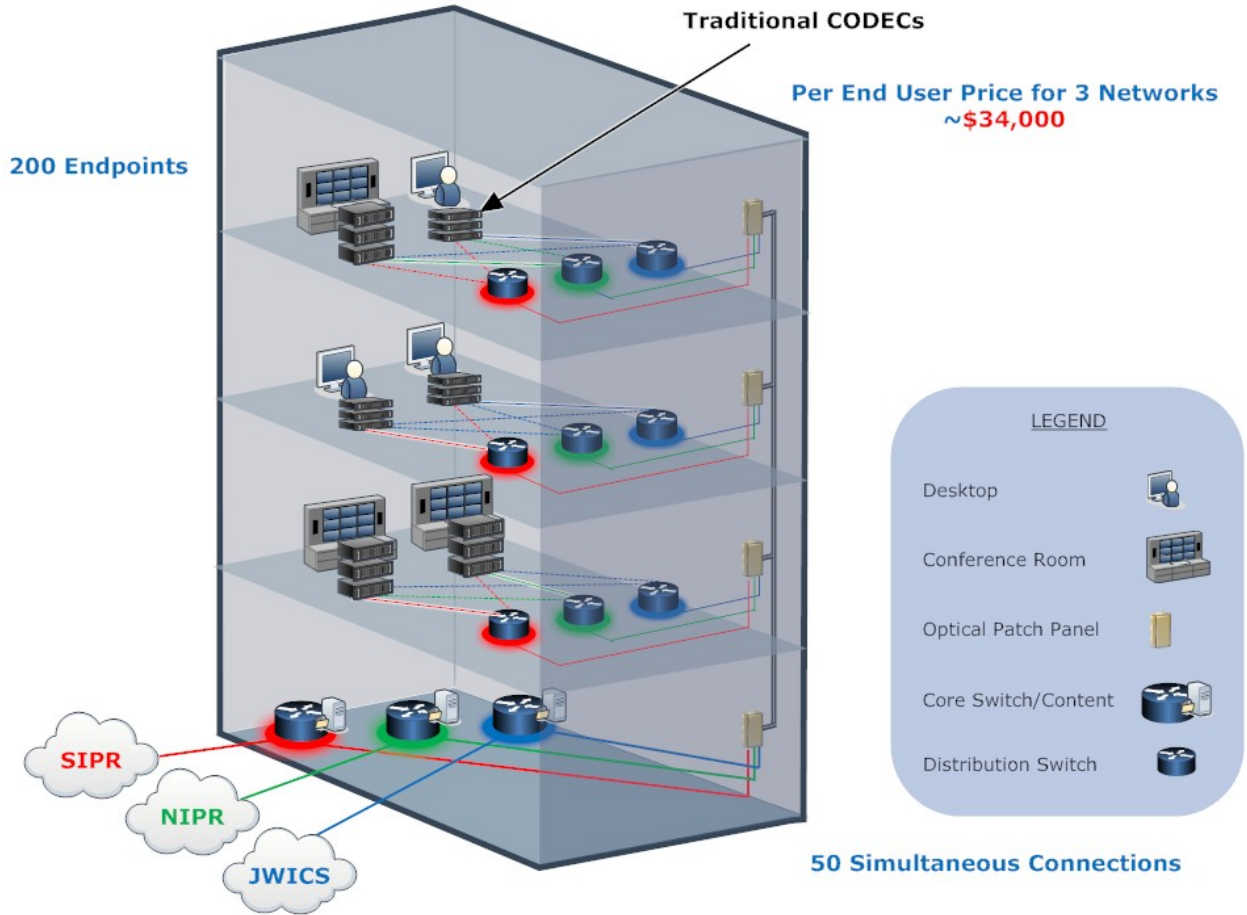 Traditional CODECs
Per End User Price for 3 Networks
~$34,000
200 Endpoints
LEGEND
Desktop
Conference Room
Optical Patch Panel
Core Switch/Content
Distribution Switch
SIPR
NIPR
JWICS
50 Simultaneous Connections